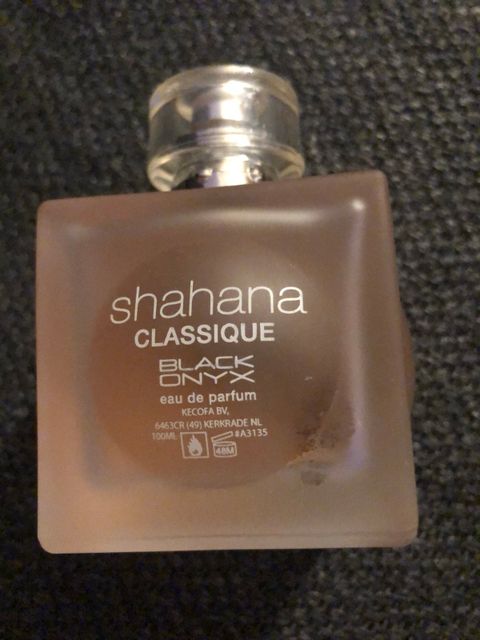 shahana
CLASSIQUE
BLACK
ONYX
eau de parfum
KECOFA BV,
6463CR (49) KERKRADE NL
100ML #A3135
48M